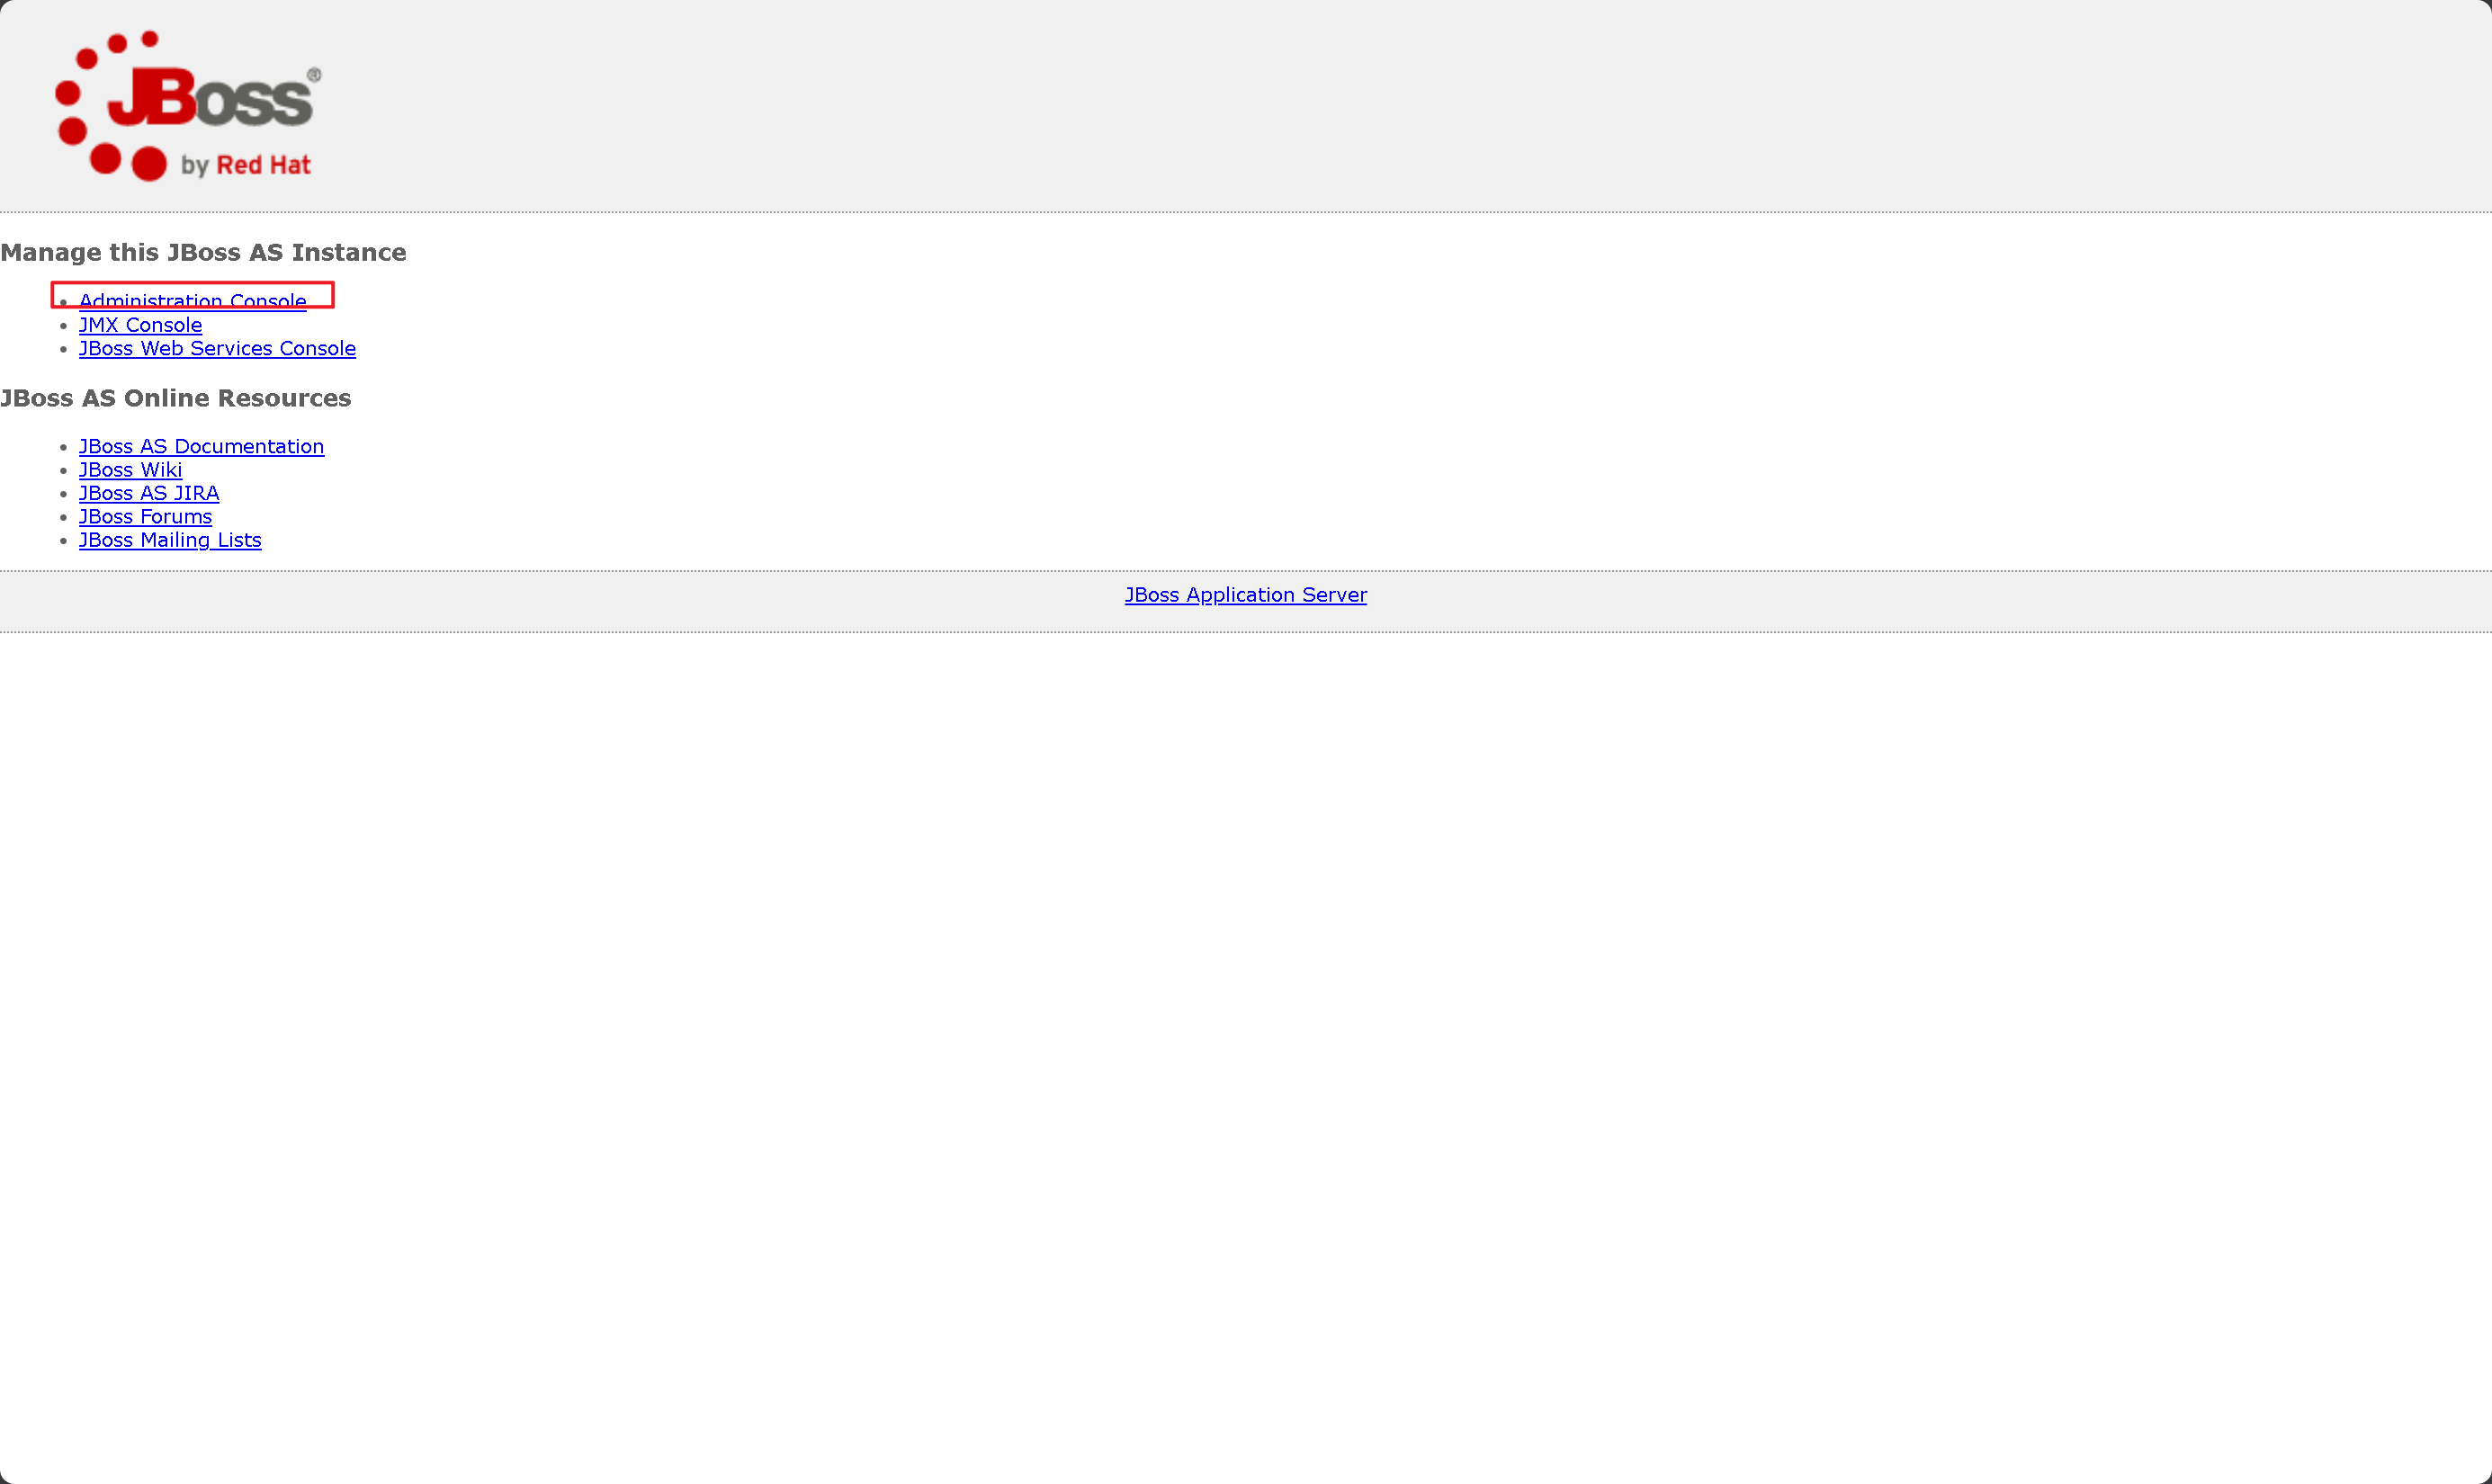 JBoss®
by Red Hat
Manage this JBoss AS Instance
Administration Console
JMX Console
JBoss Web Services Console
JBoss AS Online Resources
JBoss AS Documentation
JBoss Wiki
JBoss AS JIRA
JBoss Forums
JBoss Mailing Lists
JBoss Application Server